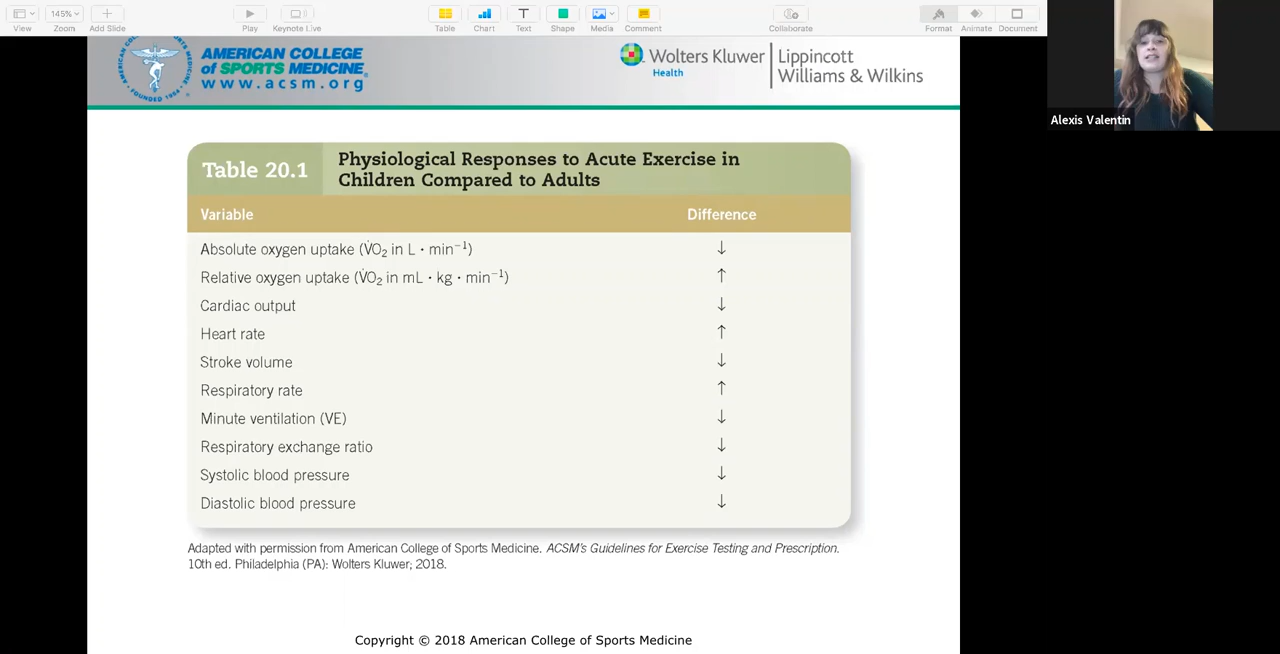 View
145%
Zoom
Add Slide
Play
Keynote Live
Table
Chart
Text
Shape
Media
Comment
Collaborate
Format
Animate
Document
AMERICAN COLLEGE
of SPORTS MEDICINE
www.acsm.org
FOUNDED 1954
Wolters Kluwer
Health
Lippincott
Williams & Wilkins
Alexis Valentin
Table 20.1
Physiological Responses to Acute Exercise in
Children Compared to Adults
Variable Difference
Absolute oxygen uptake (V̇O₂ in L · min⁻¹) ↓
Relative oxygen uptake (V̇O₂ in mL · kg · min⁻¹) ↑
Cardiac output ↓
Heart rate ↑
Stroke volume ↓
Respiratory rate ↑
Minute ventilation (VE) ↓
Respiratory exchange ratio ↓
Systolic blood pressure ↓
Diastolic blood pressure ↓
Adapted with permission from American College of Sports Medicine. ACSM's Guidelines for Exercise Testing and Prescription.
10th ed. Philadelphia (PA): Wolters Kluwer; 2018.
Copyright © 2018 American College of Sports Medicine